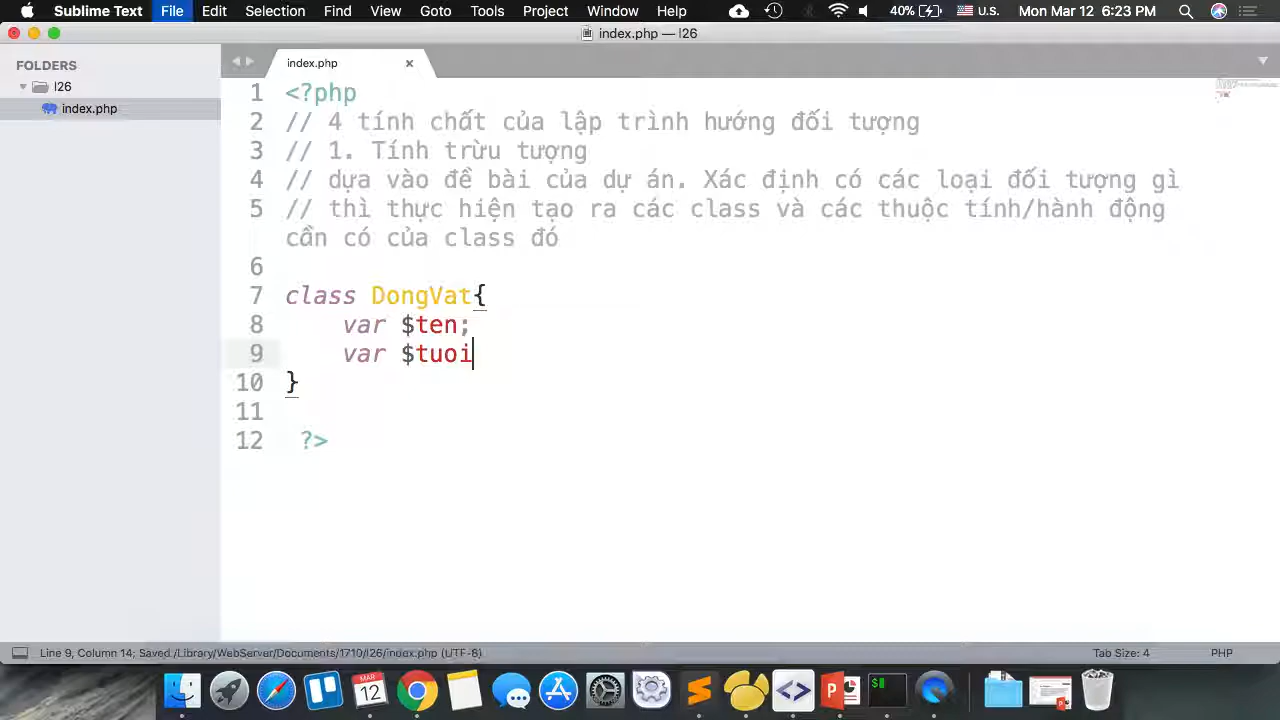 Sublime Text File Edit Selection Find View Goto Tools Project Window Help 40% U.S. Mon Mar 12 6:23 PM
index.php — l26
FOLDERS
l26
index.php
index.php
1 <?php
2 // 4 tính chất của lập trình hướng đối tượng
3 // 1. Tính trừu tượng
4 // dựa vào đề bài của dự án. Xác định có các loại đối tượng gì
5 // thì thực hiện tạo ra các class và các thuộc tính/hành động
cần có của class đó
6
7 class DongVat{
8 var $ten;
9 var $tuoi
10 }
11
12 ?>
Line 9, Column 14; Saved /Library/WebServer/Documents/1710/l26/index.php (UTF-8) Tab Size: 4 PHP
MAR
12